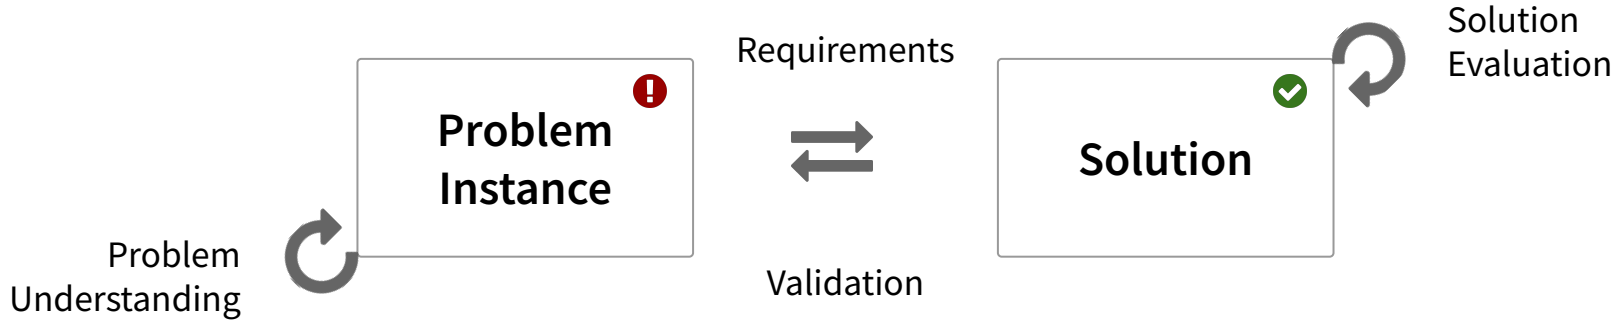 Problem
Understanding
Problem
Instance
Requirements
Validation
Solution
Solution
Evaluation